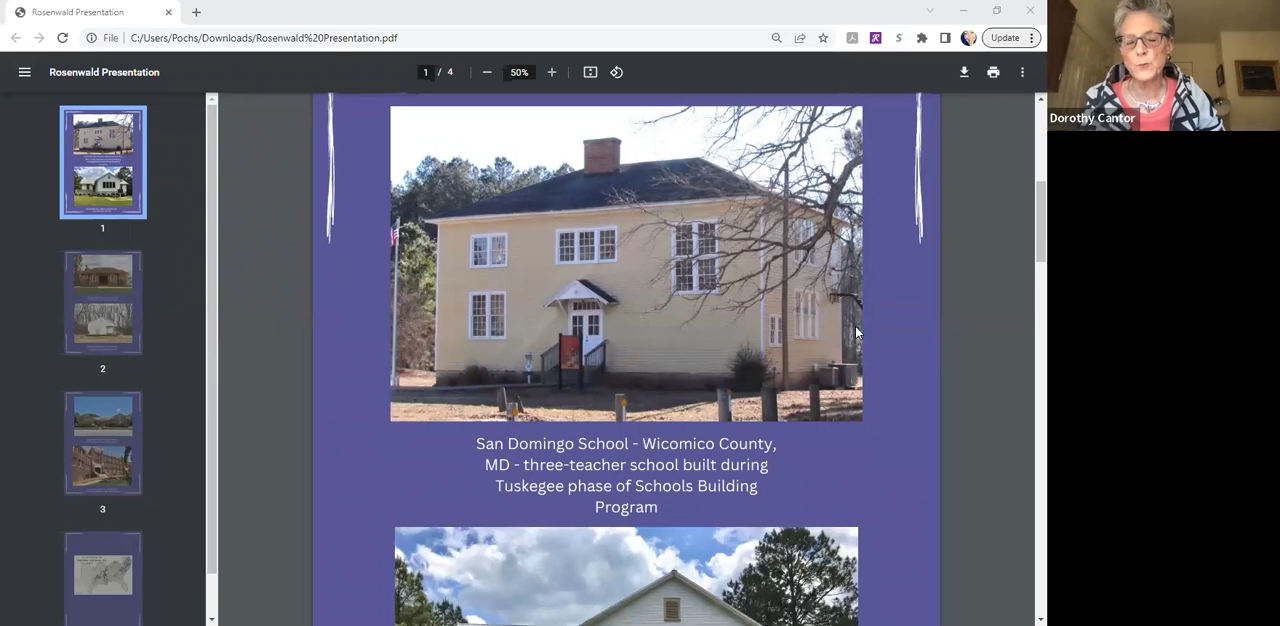 Rosenwald Presentation
File
C:/Users/Pochs/Downloads/Rosenwald%20Presentation.pdf
Update
Rosenwald Presentation
1 / 4
50%
Dorothy Cantor
1
2
3
San Domingo School - Wicomico County,
MD - three-teacher school built during
Tuskegee phase of Schools Building
Program